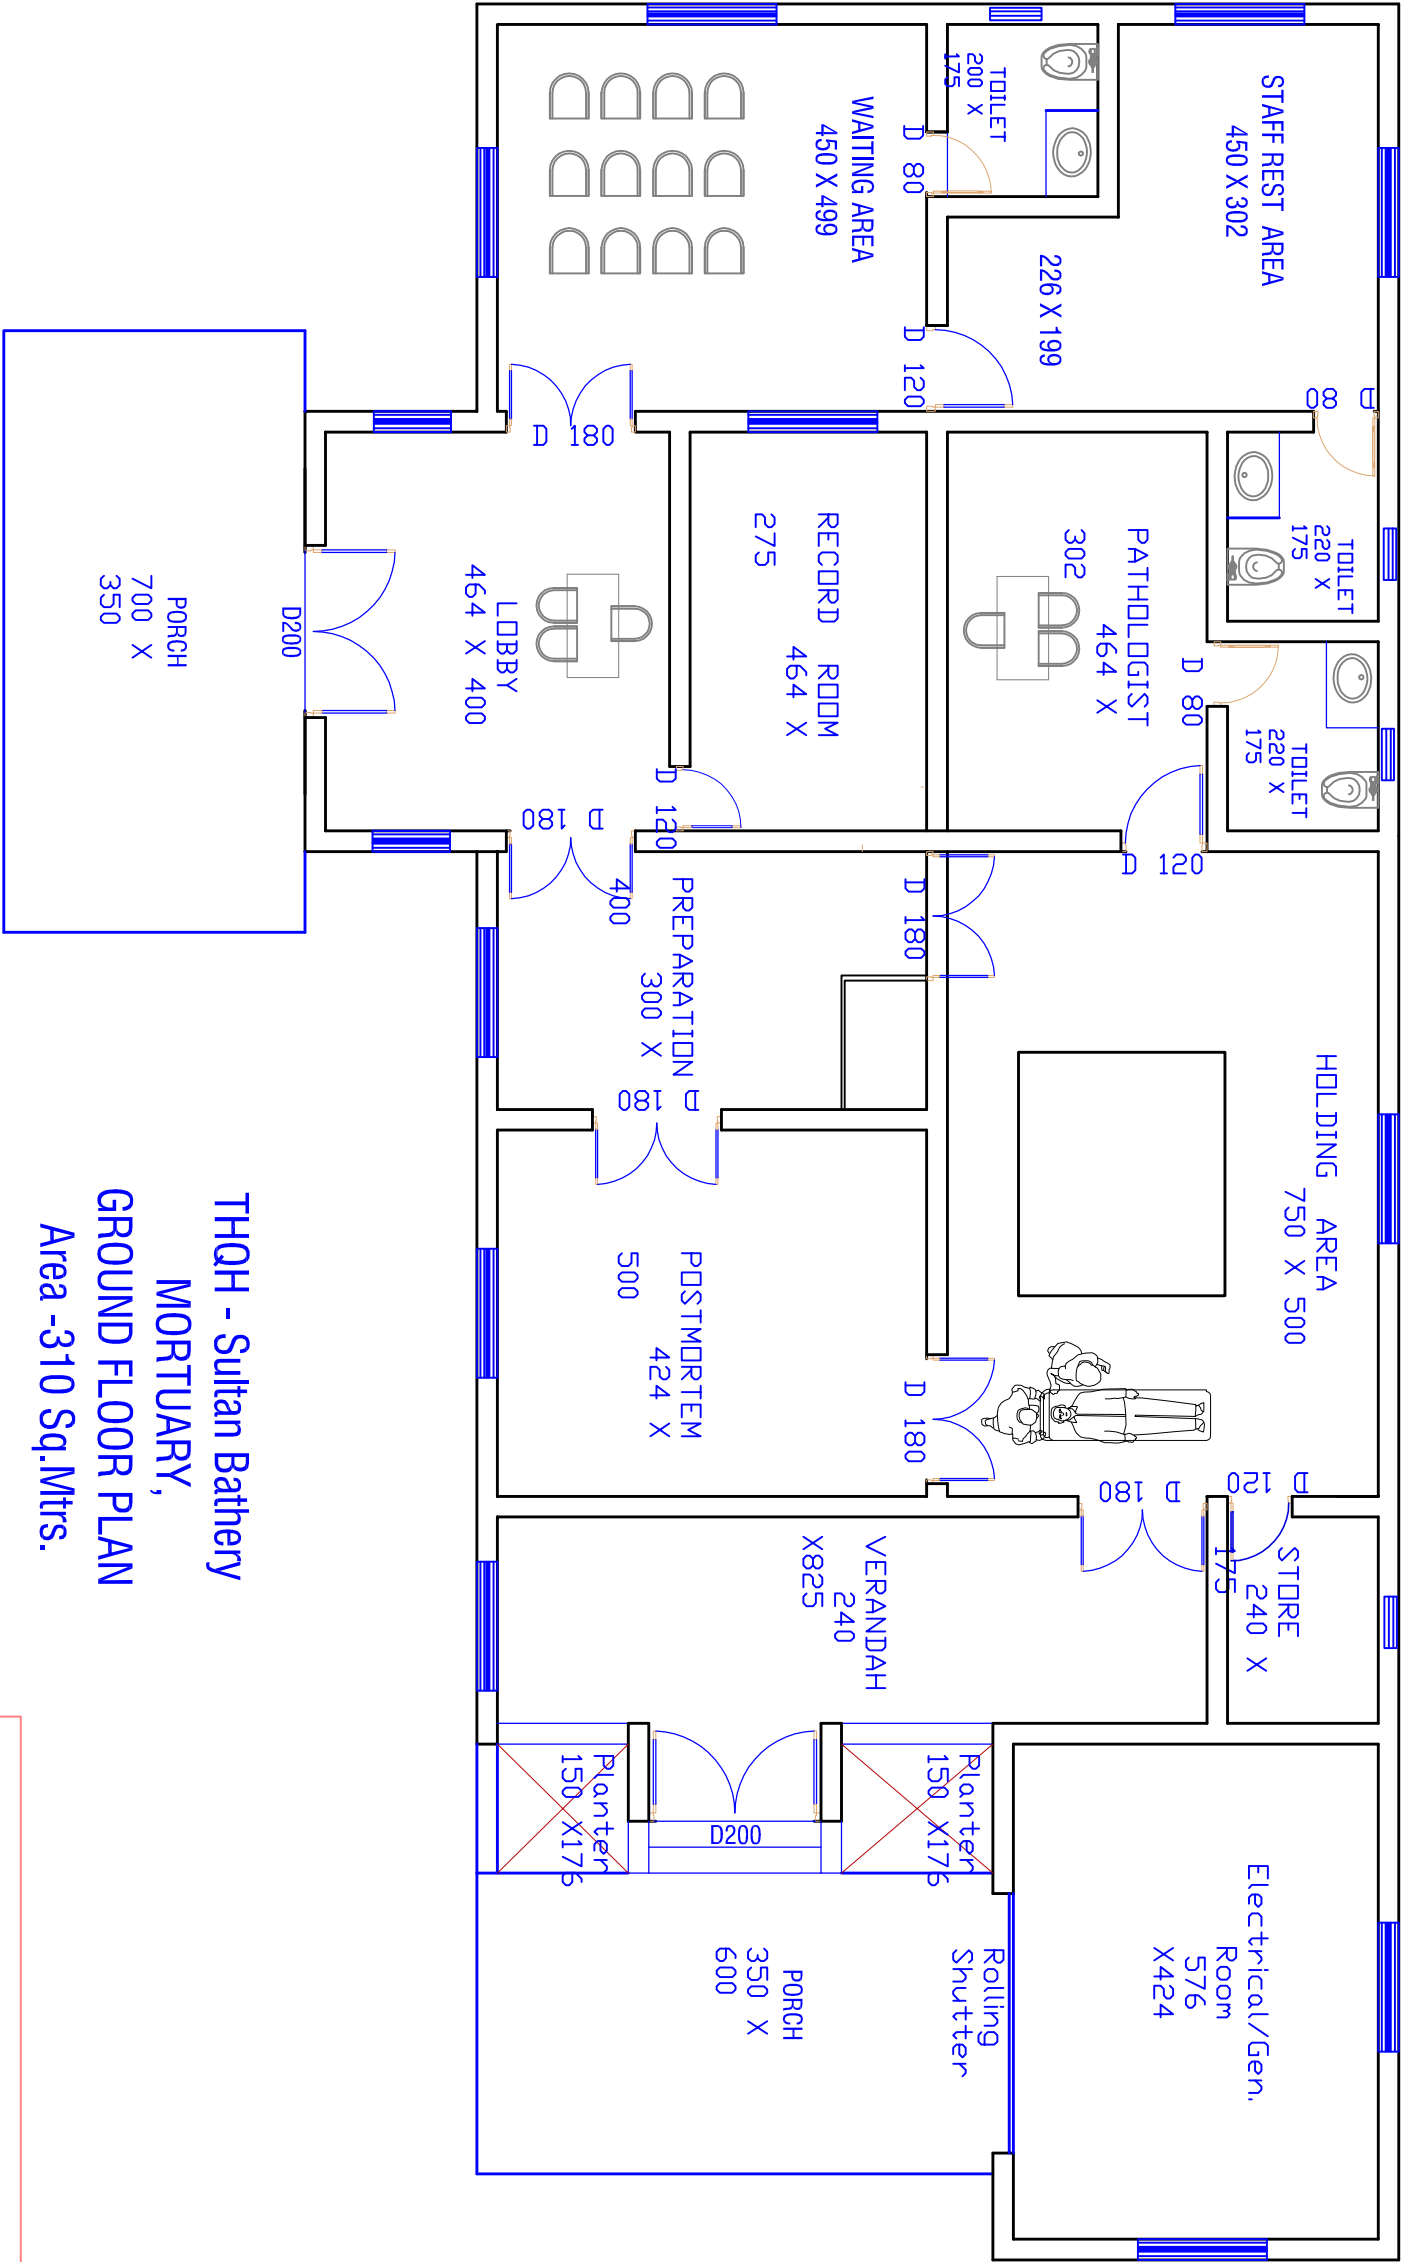 STAFF REST AREA
450 X 302
226 X 199
TOILET
200 X
175
D 80
WAITING AREA
450 X 499
D 120
D 180
D 80
TOILET
220 X
175
TOILET
220 X
175
D 80
PATHOLOGIST
464 X
302
D 120
RECORD ROOM
464 X
275
D 120
LOBBY
464 X 400
D 180
D200
PORCH
700 X
350
HOLDING AREA
750 X 500
D 180
PREPARATION
300 X
400
D 180
POSTMORTEM
424 X
500
D 180
D 180
D 120
STORE
240 X
175
VERANDAH
240
X825
Planter
150 X176
Planter
150 X176
D200
Electrical/Gen.
Room
576
X424
Rolling
Shutter
PORCH
350 X
600
THQH - Sultan Bathery
MORTUARY,
GROUND FLOOR PLAN
Area -310 Sq.Mtrs.